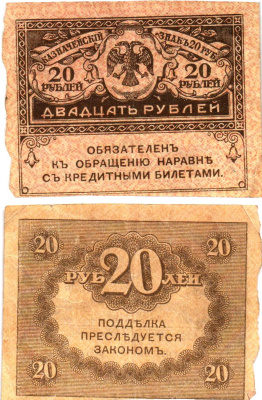 КАЗНАЧЕЙСКІЙ ЗНАКЪ 20 РУБ.
20 РУБЛЕЙ 20 РУБЛЕЙ
ДВАДЦАТЬ РУБЛЕЙ
ОБЯЗАТЕЛЕНЪ
КЪ ОБРАЩЕНІЮ НАРАВНѢ
СЪ КРЕДИТНЫМИ БИЛЕТАМИ.
20 20
РУБ 20 ЛЕЙ
ПОДДѢЛКА
ПРЕСЛѢДУЕТСЯ
ЗАКОНОМЪ.
20 20